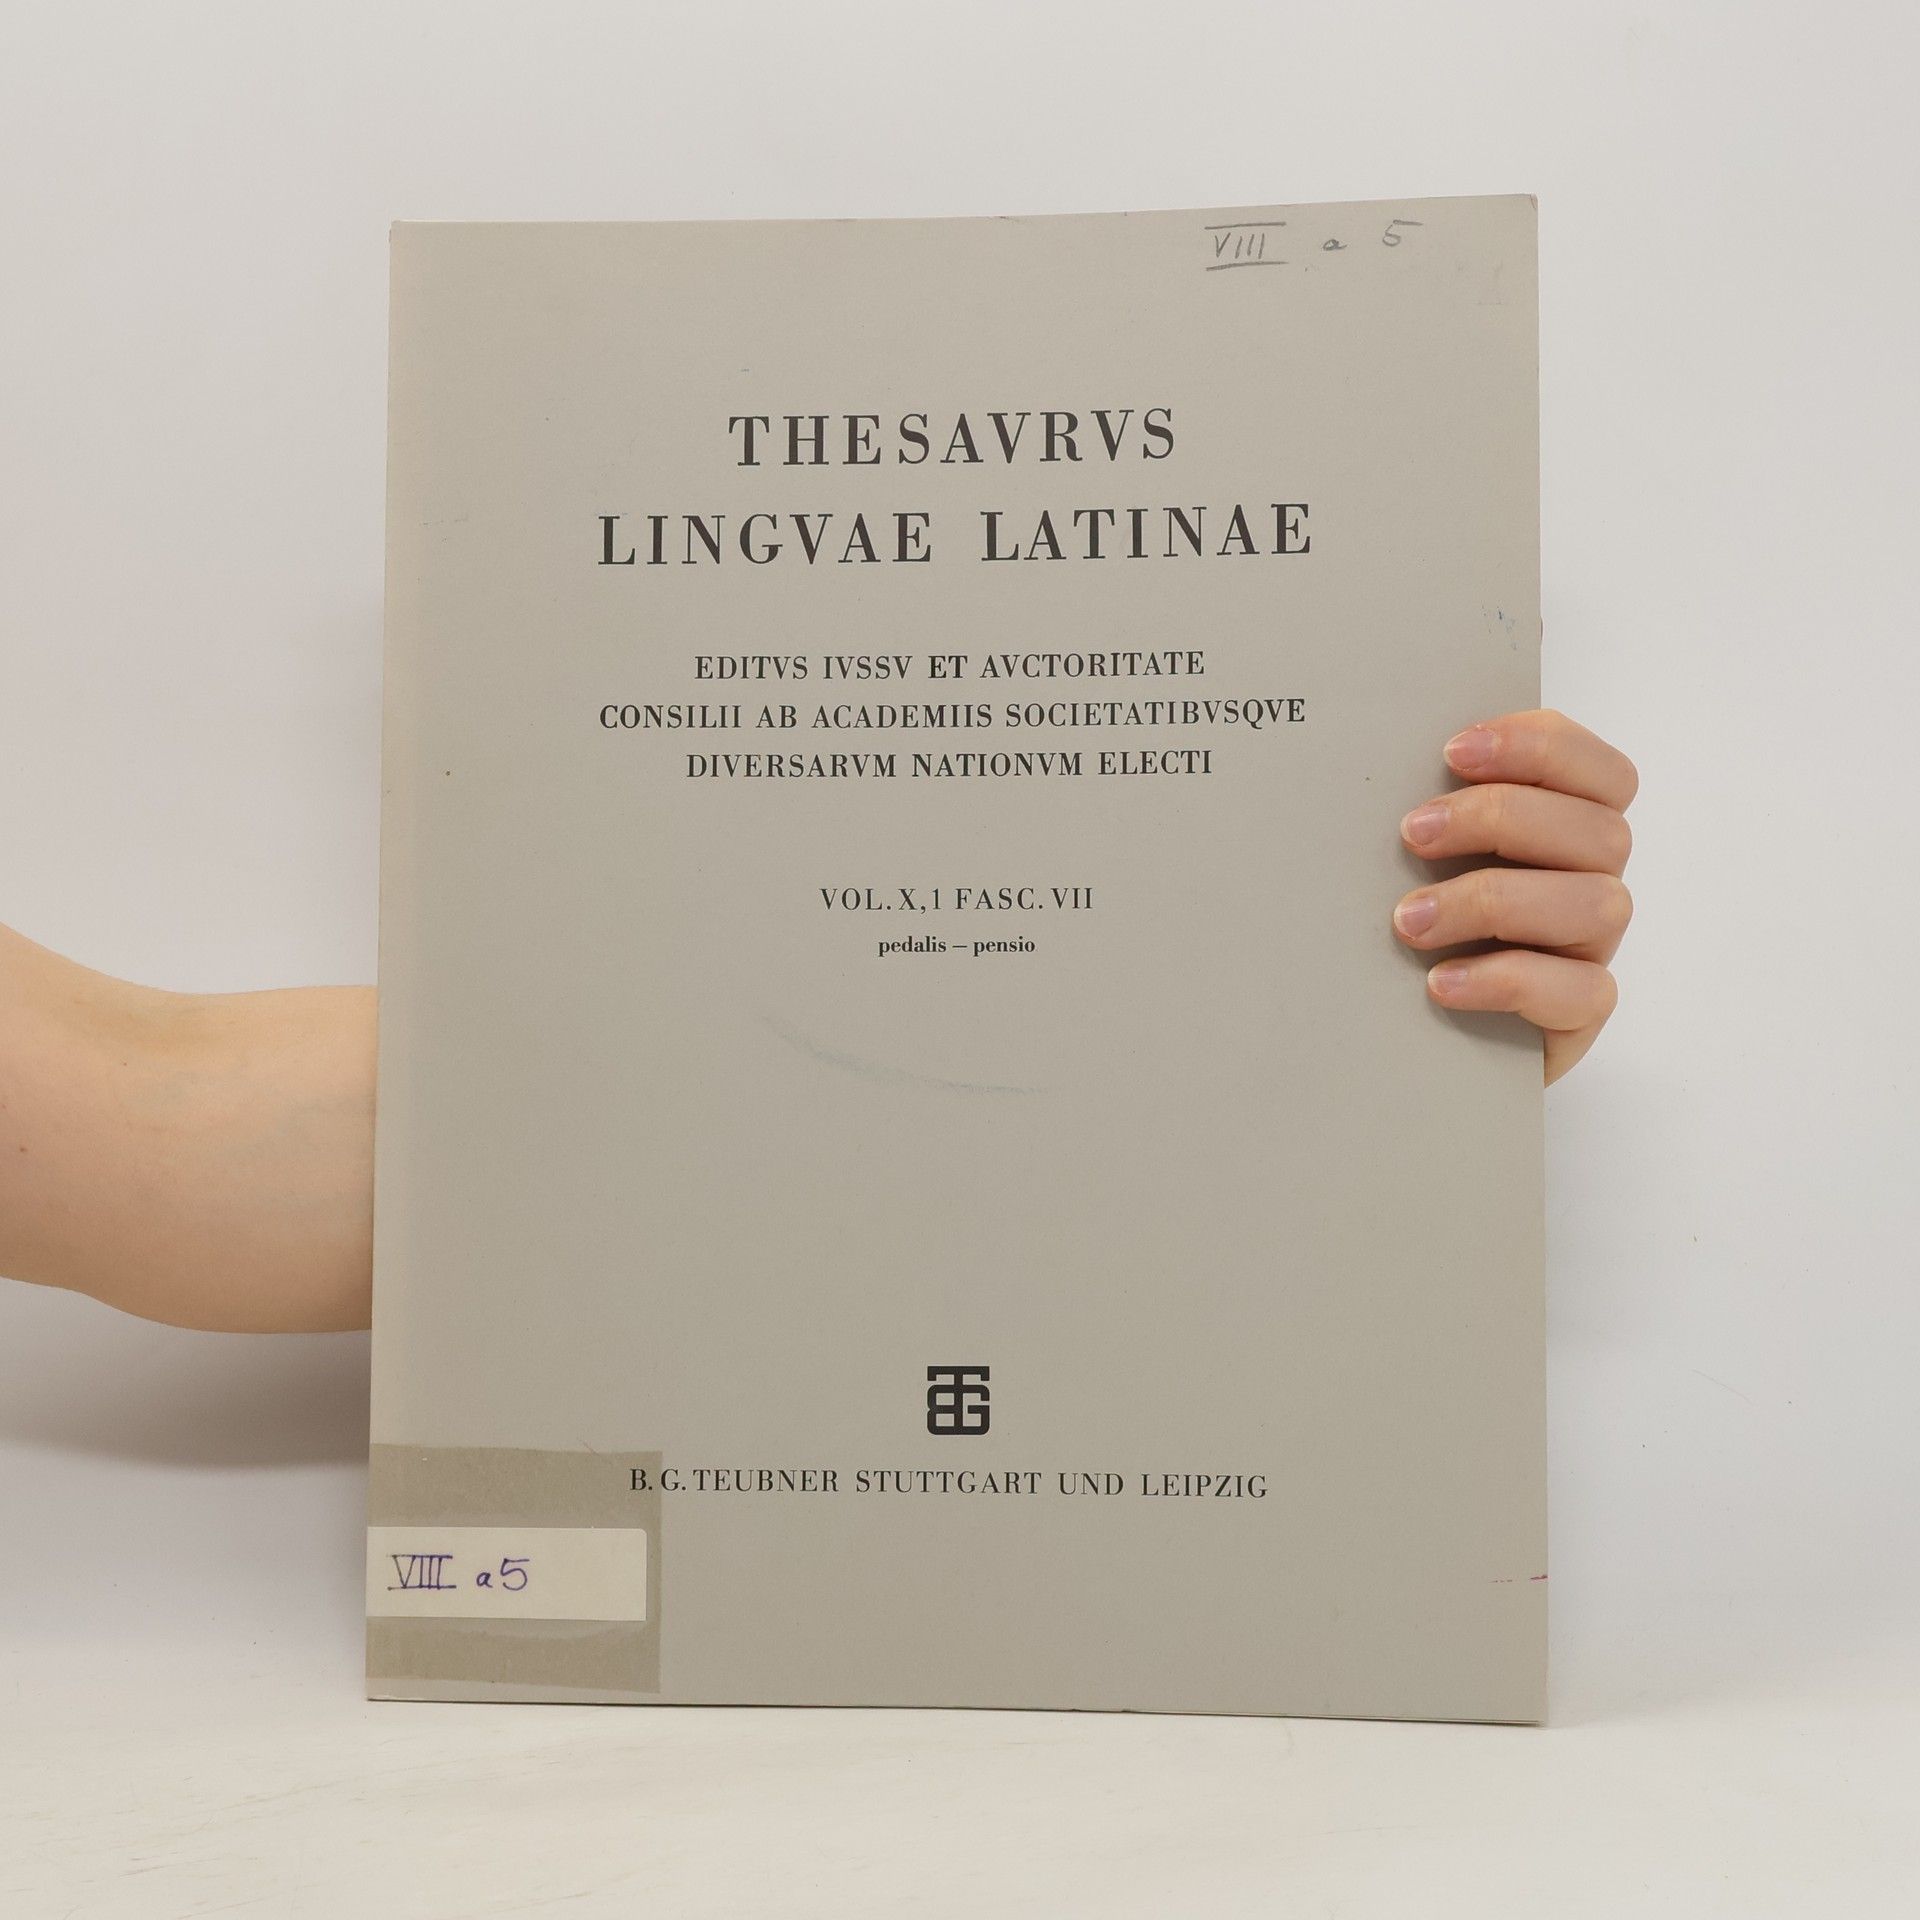 VIII a 5
THESAVRVS
LINGVAE LATINAE
EDITVS IVSSV ET AVCTORITATE
CONSILII AB ACADEMIIS SOCIETATIBVSQVE
DIVERSARVM NATIONVM ELECTI
VOL. X,1 FASC. VII
pedalis – pensio
B. G. TEUBNER STUTTGART UND LEIPZIG
VIII a5